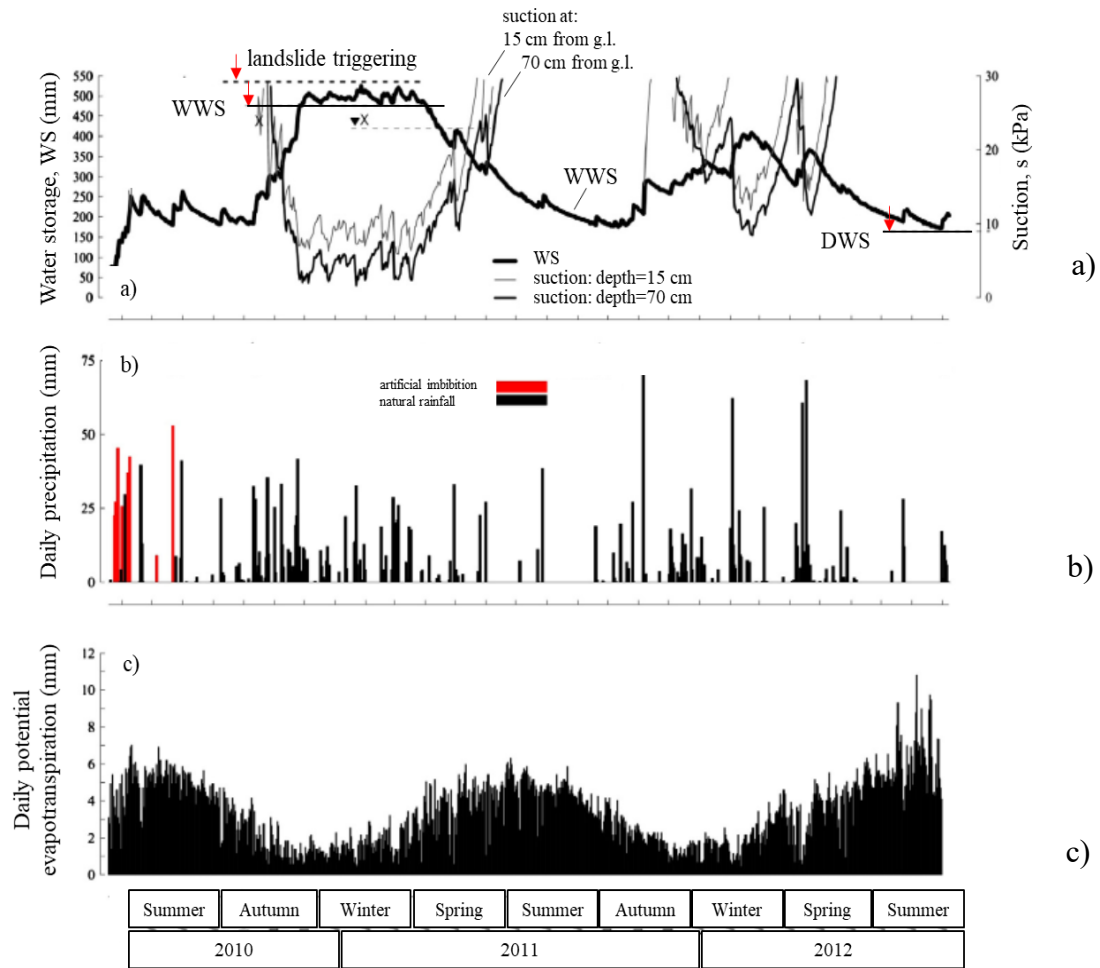 suction at:
15 cm from g.l.
70 cm from g.l.
landslide triggering
WWS
X
X
WWS
DWS
Water storage, WS (mm)
550
500
450
400
350
300
250
200
150
100
50
0
30
20
10
0
Suction, s (kPa)
a)
WS
suction: depth=15 cm
suction: depth=70 cm
a)
b)
artificial imbibition
natural rainfall
Daily precipitation (mm)
75
50
25
0
b)
c)
Daily potential
evapotranspiration (mm)
12
10
8
6
4
2
0
c)
Summer Autumn Winter Spring Summer Autumn Winter Spring Summer
2010 2011 2012